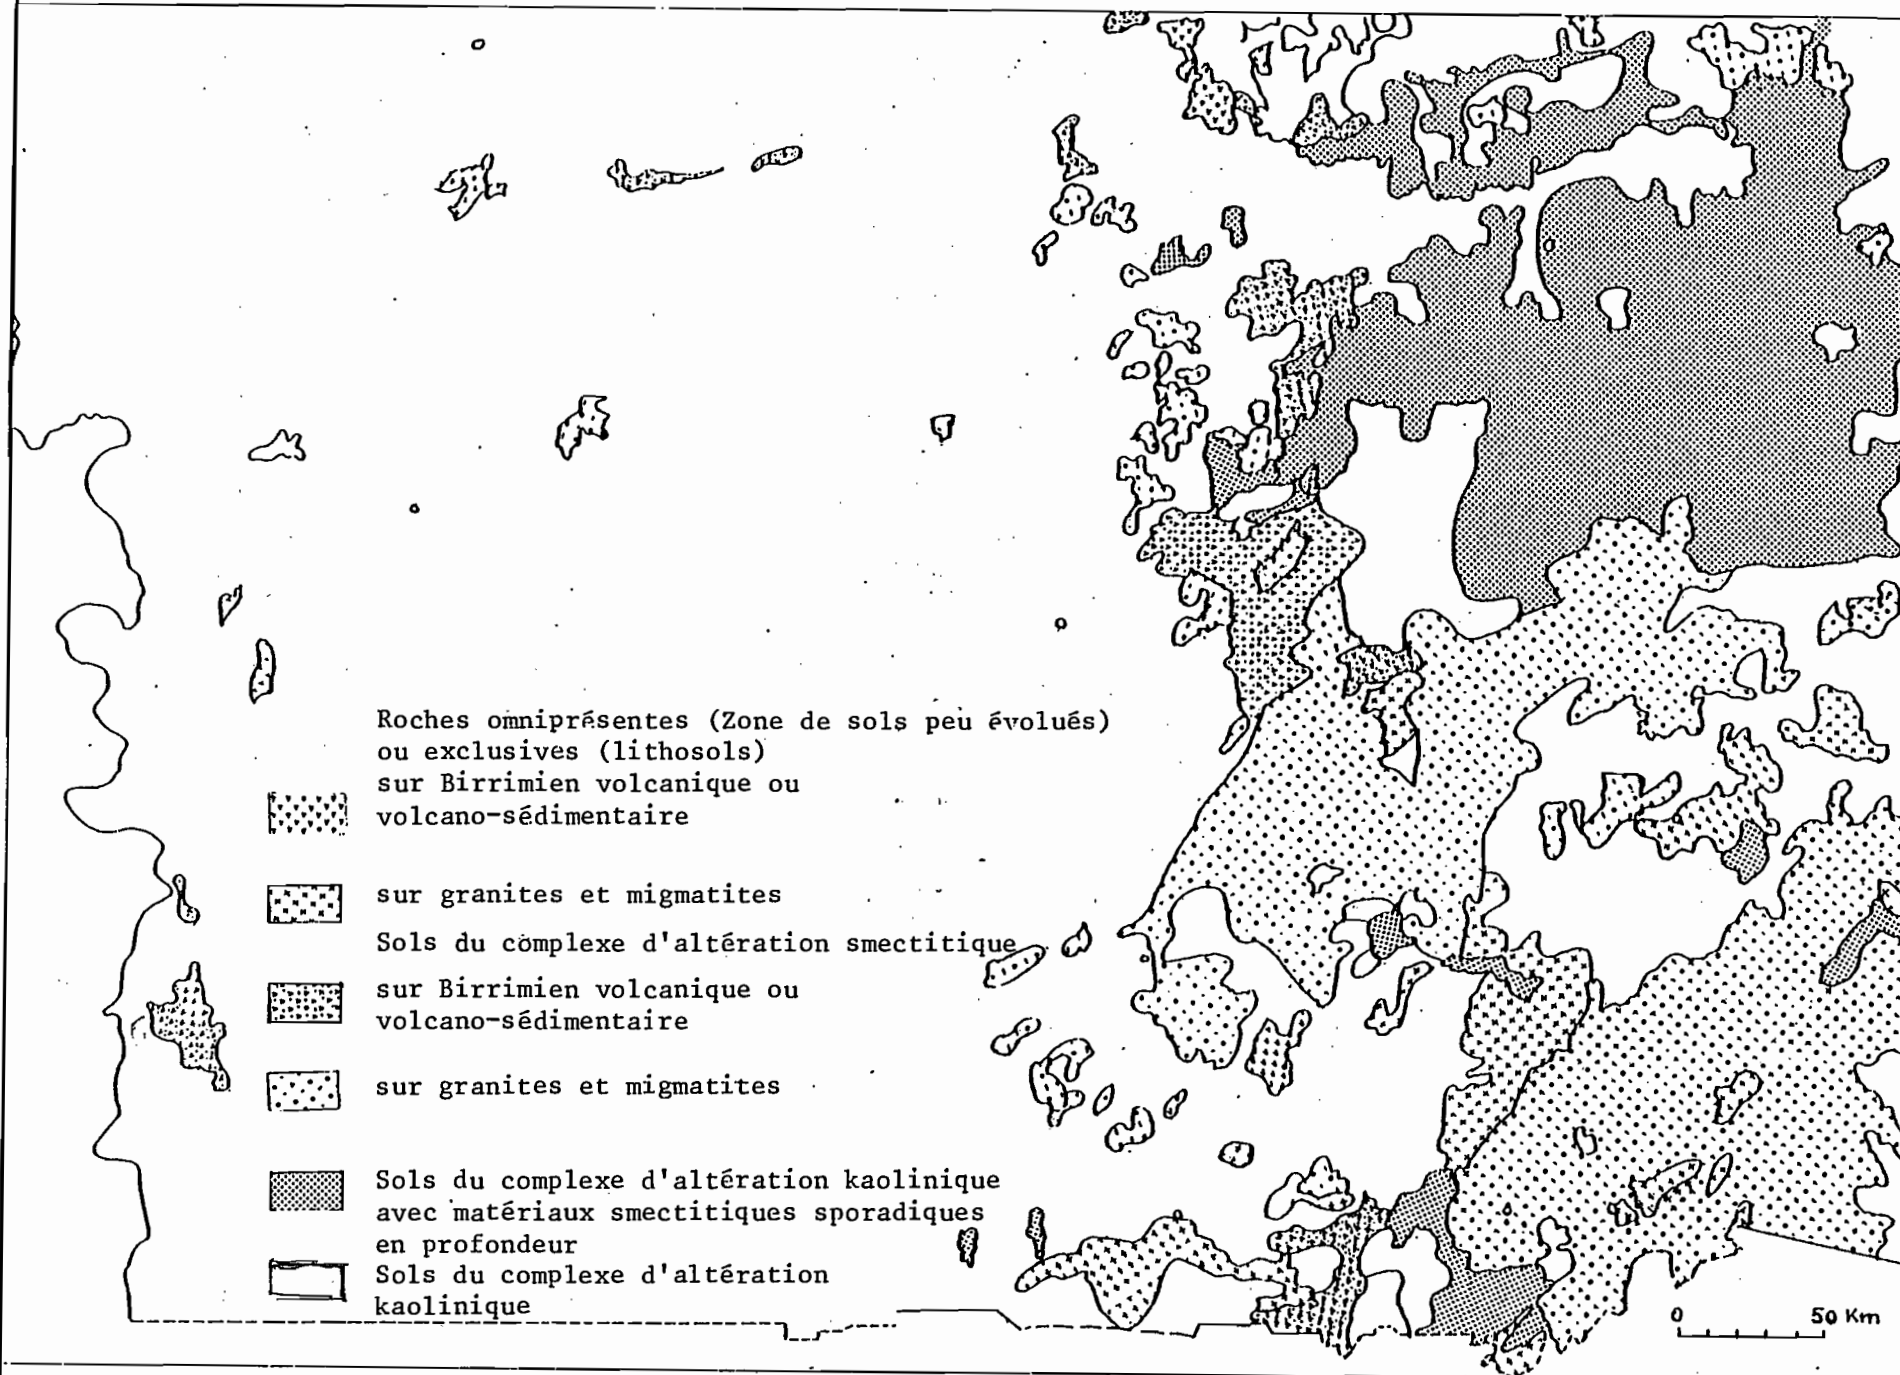 Roches omniprésentes (Zone de sols peu évolués)
ou exclusives (lithosols)
sur Birrimien volcanique ou
volcano-sédimentaire
sur granites et migmatites
Sols du complexe d'altération smectitique
sur Birrimien volcanique ou
volcano-sédimentaire
sur granites et migmatites
Sols du complexe d'altération kaolinique
avec matériaux smectitiques sporadiques
en profondeur
Sols du complexe d'altération
kaolinique
0 50 Km